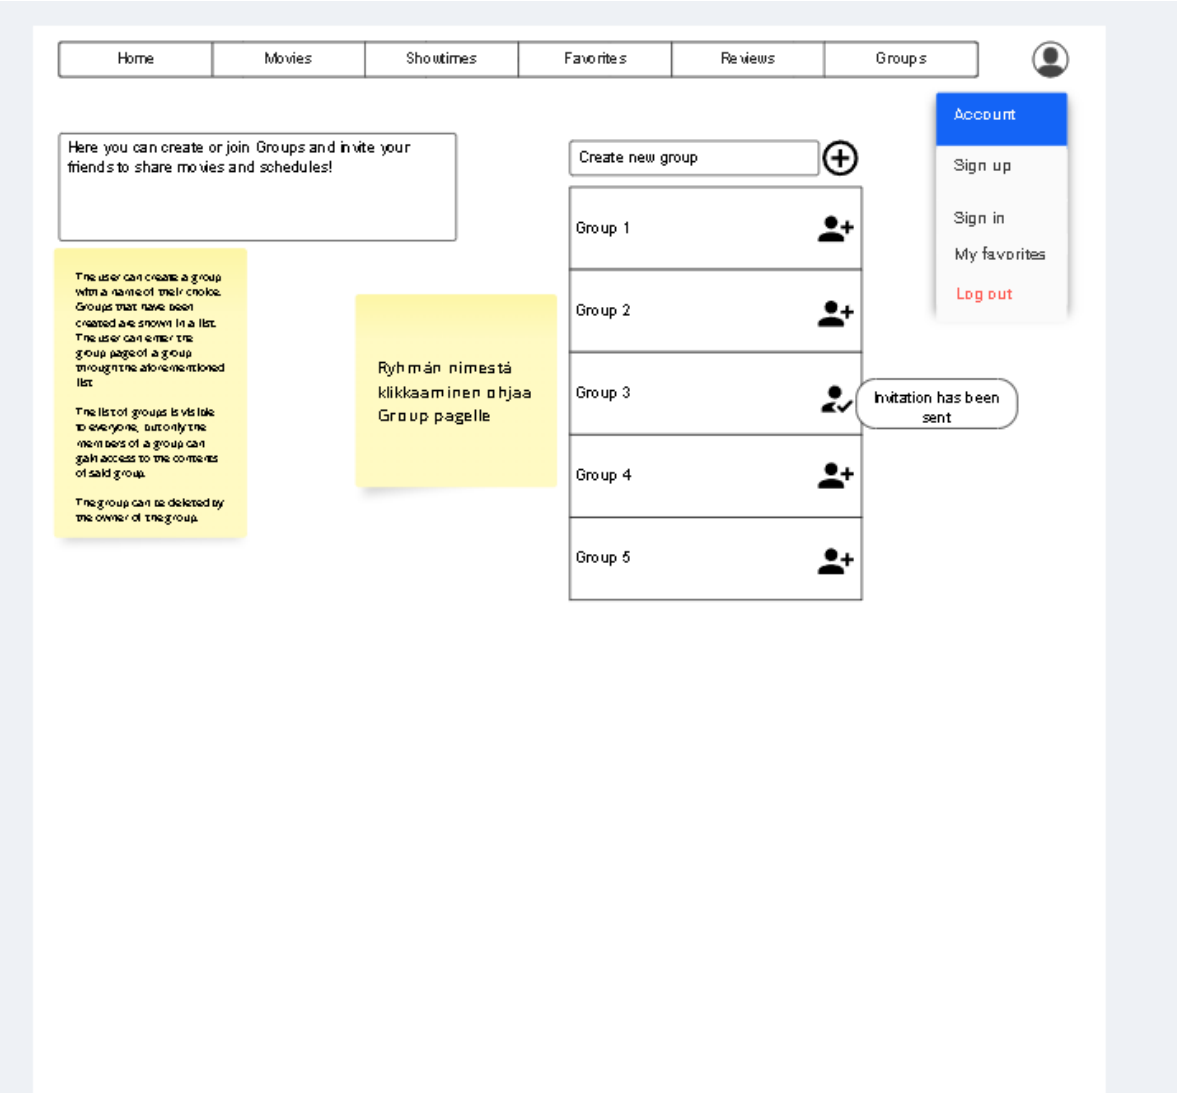 Home
Movies
Showtimes
Favorites
Reviews
Groups
Account
Sign up
Sign in
My favorites
Log out
Here you can create or join Groups and invite your
friends to share movies and schedules!
The user can create a group
with a name of their choice.
Groups that have been
created are shown in a list.
The user can enter the
group page of a group
through the aforementioned
list
The list of groups is visible
to everyone, but only the
members of a group can
gain access to the contents
of said group.
The group can be deleted by
the owner of the group.
Ryhmän nimestä
klikkaaminen ohjaa
Group pagelle
Create new group
Group 1
Group 2
Group 3
Invitation has been
sent
Group 4
Group 5